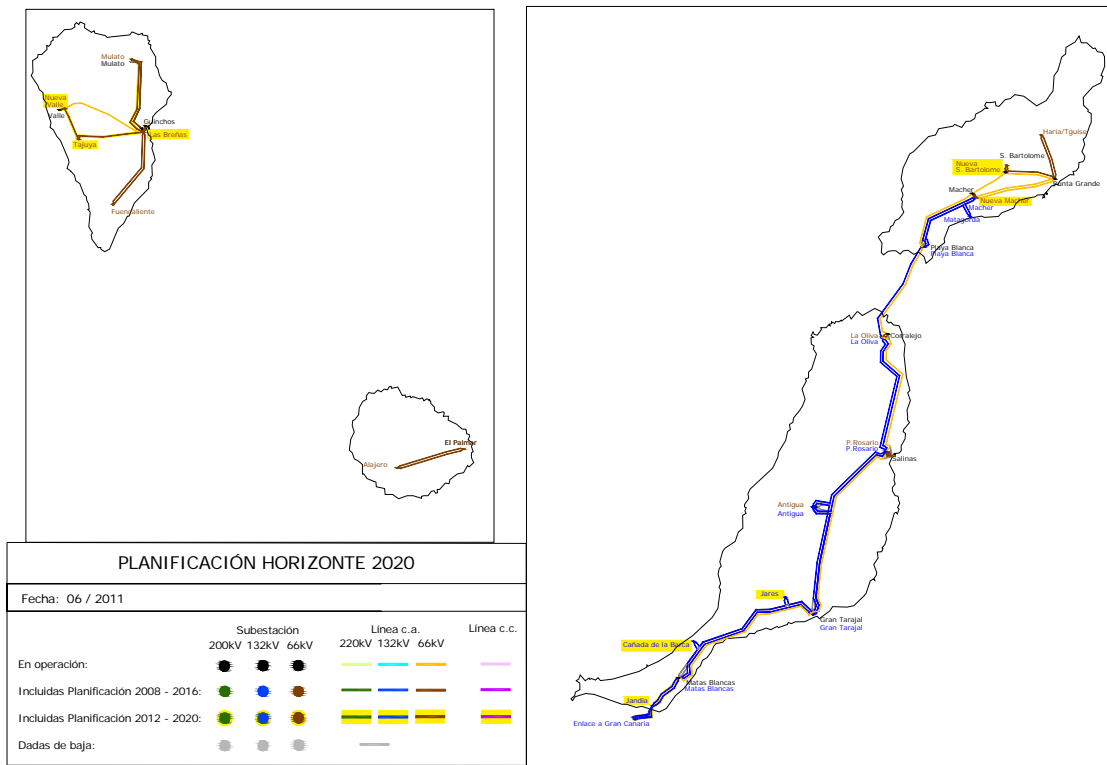 Mulato
Mulato
Nueva
Valle
Valle
Guinchos
Las Breñas
Tajuya
Fuencaliente
El Palmar
Alajero
Haria/Tguise
S. Bartolome
Nueva
S. Bartolome
Punta Grande
Macher
Nueva Macher
Macher
Matagorda
Playa Blanca
Playa Blanca
La Oliva
Corralejo
La Oliva
P.Rosario
P.Rosario
Salinas
Antigua
Antigua
Jares
Gran Tarajal
Gran Tarajal
Cañada de la Barca
Matas Blancas
Matas Blancas
Jandia
Enlace a Gran Canaria
PLANIFICACIÓN HORIZONTE 2020
Fecha: 06 / 2011
Subestación Línea c.a. Línea c.c.
200kV 132kV 66kV 220kV 132kV 66kV
En operación:
Incluidas Planificación 2008 - 2016:
Incluidas Planificación 2012 - 2020:
Dadas de baja: